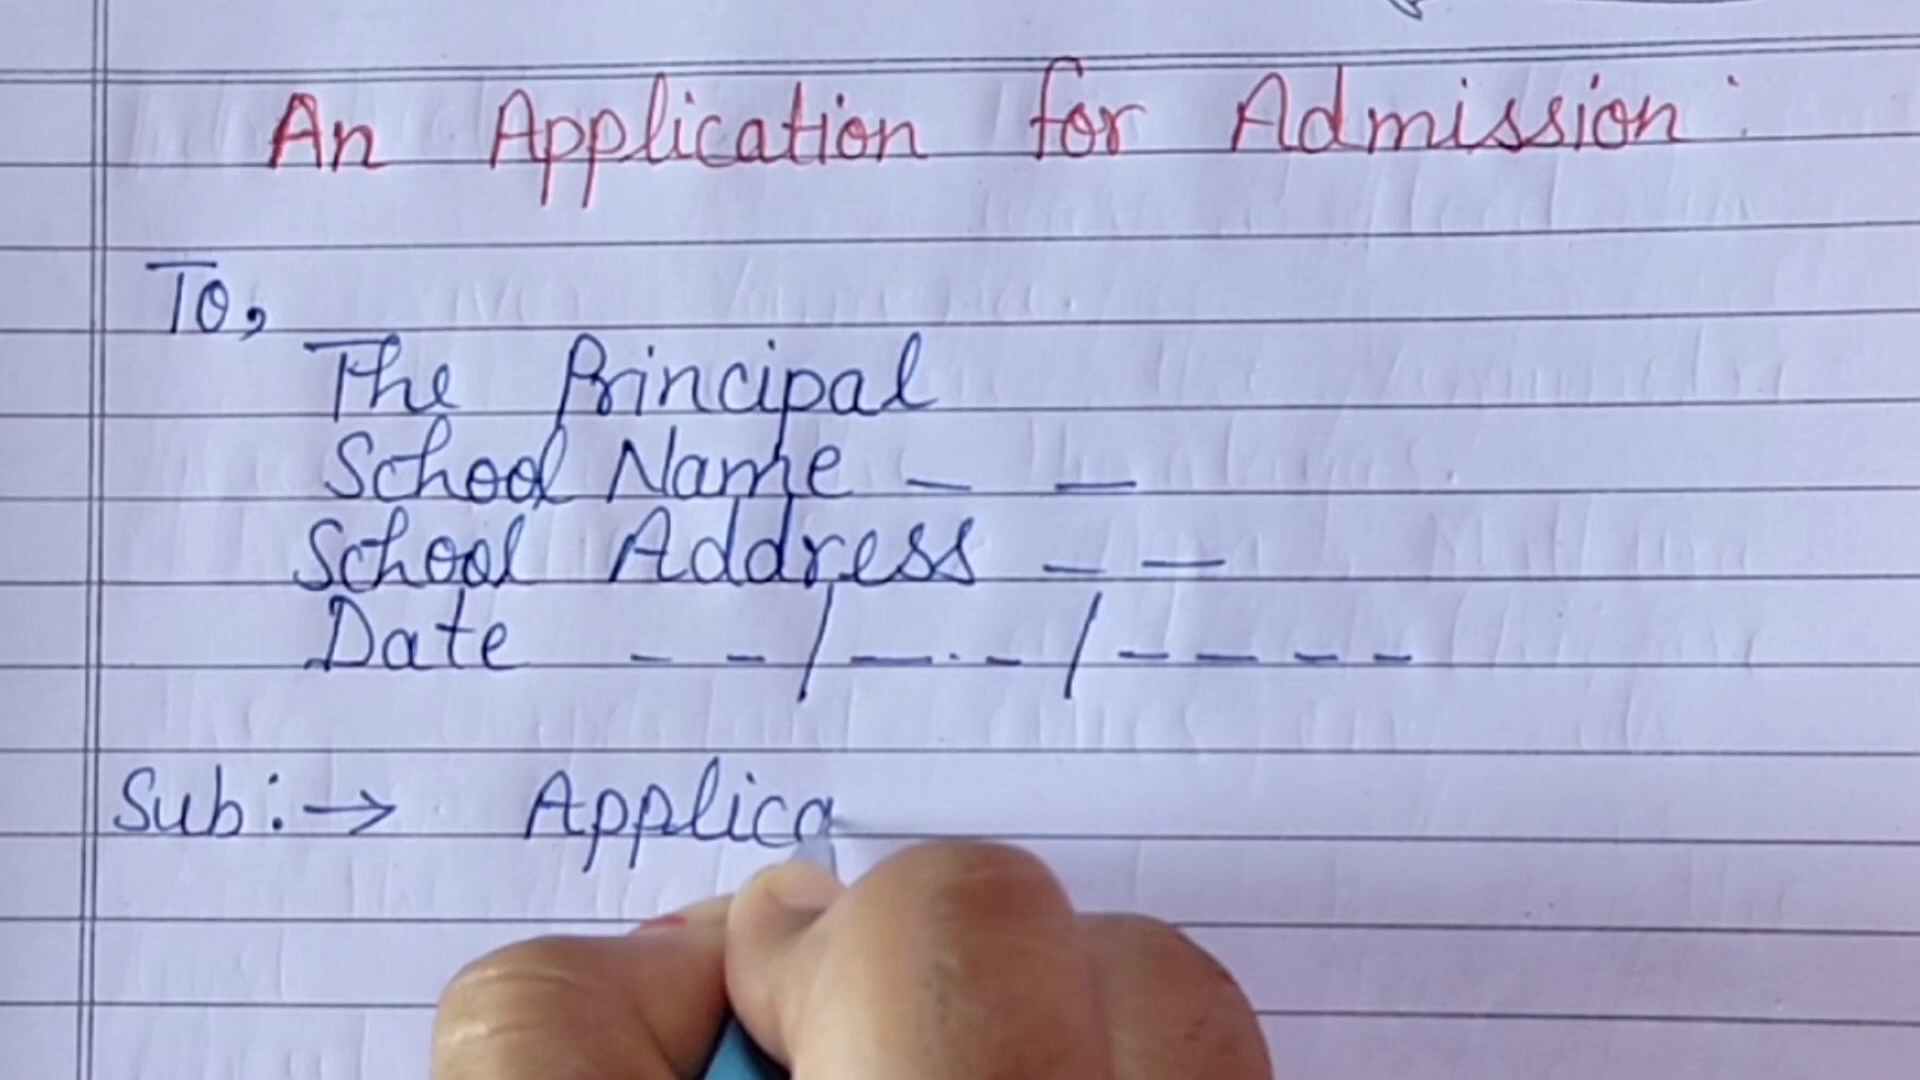 An Application for Admission :
To,
The Principal
School Name _ _
School Address _ _
Date _ _/_ _/_ _ _ _
Sub:→ Applica